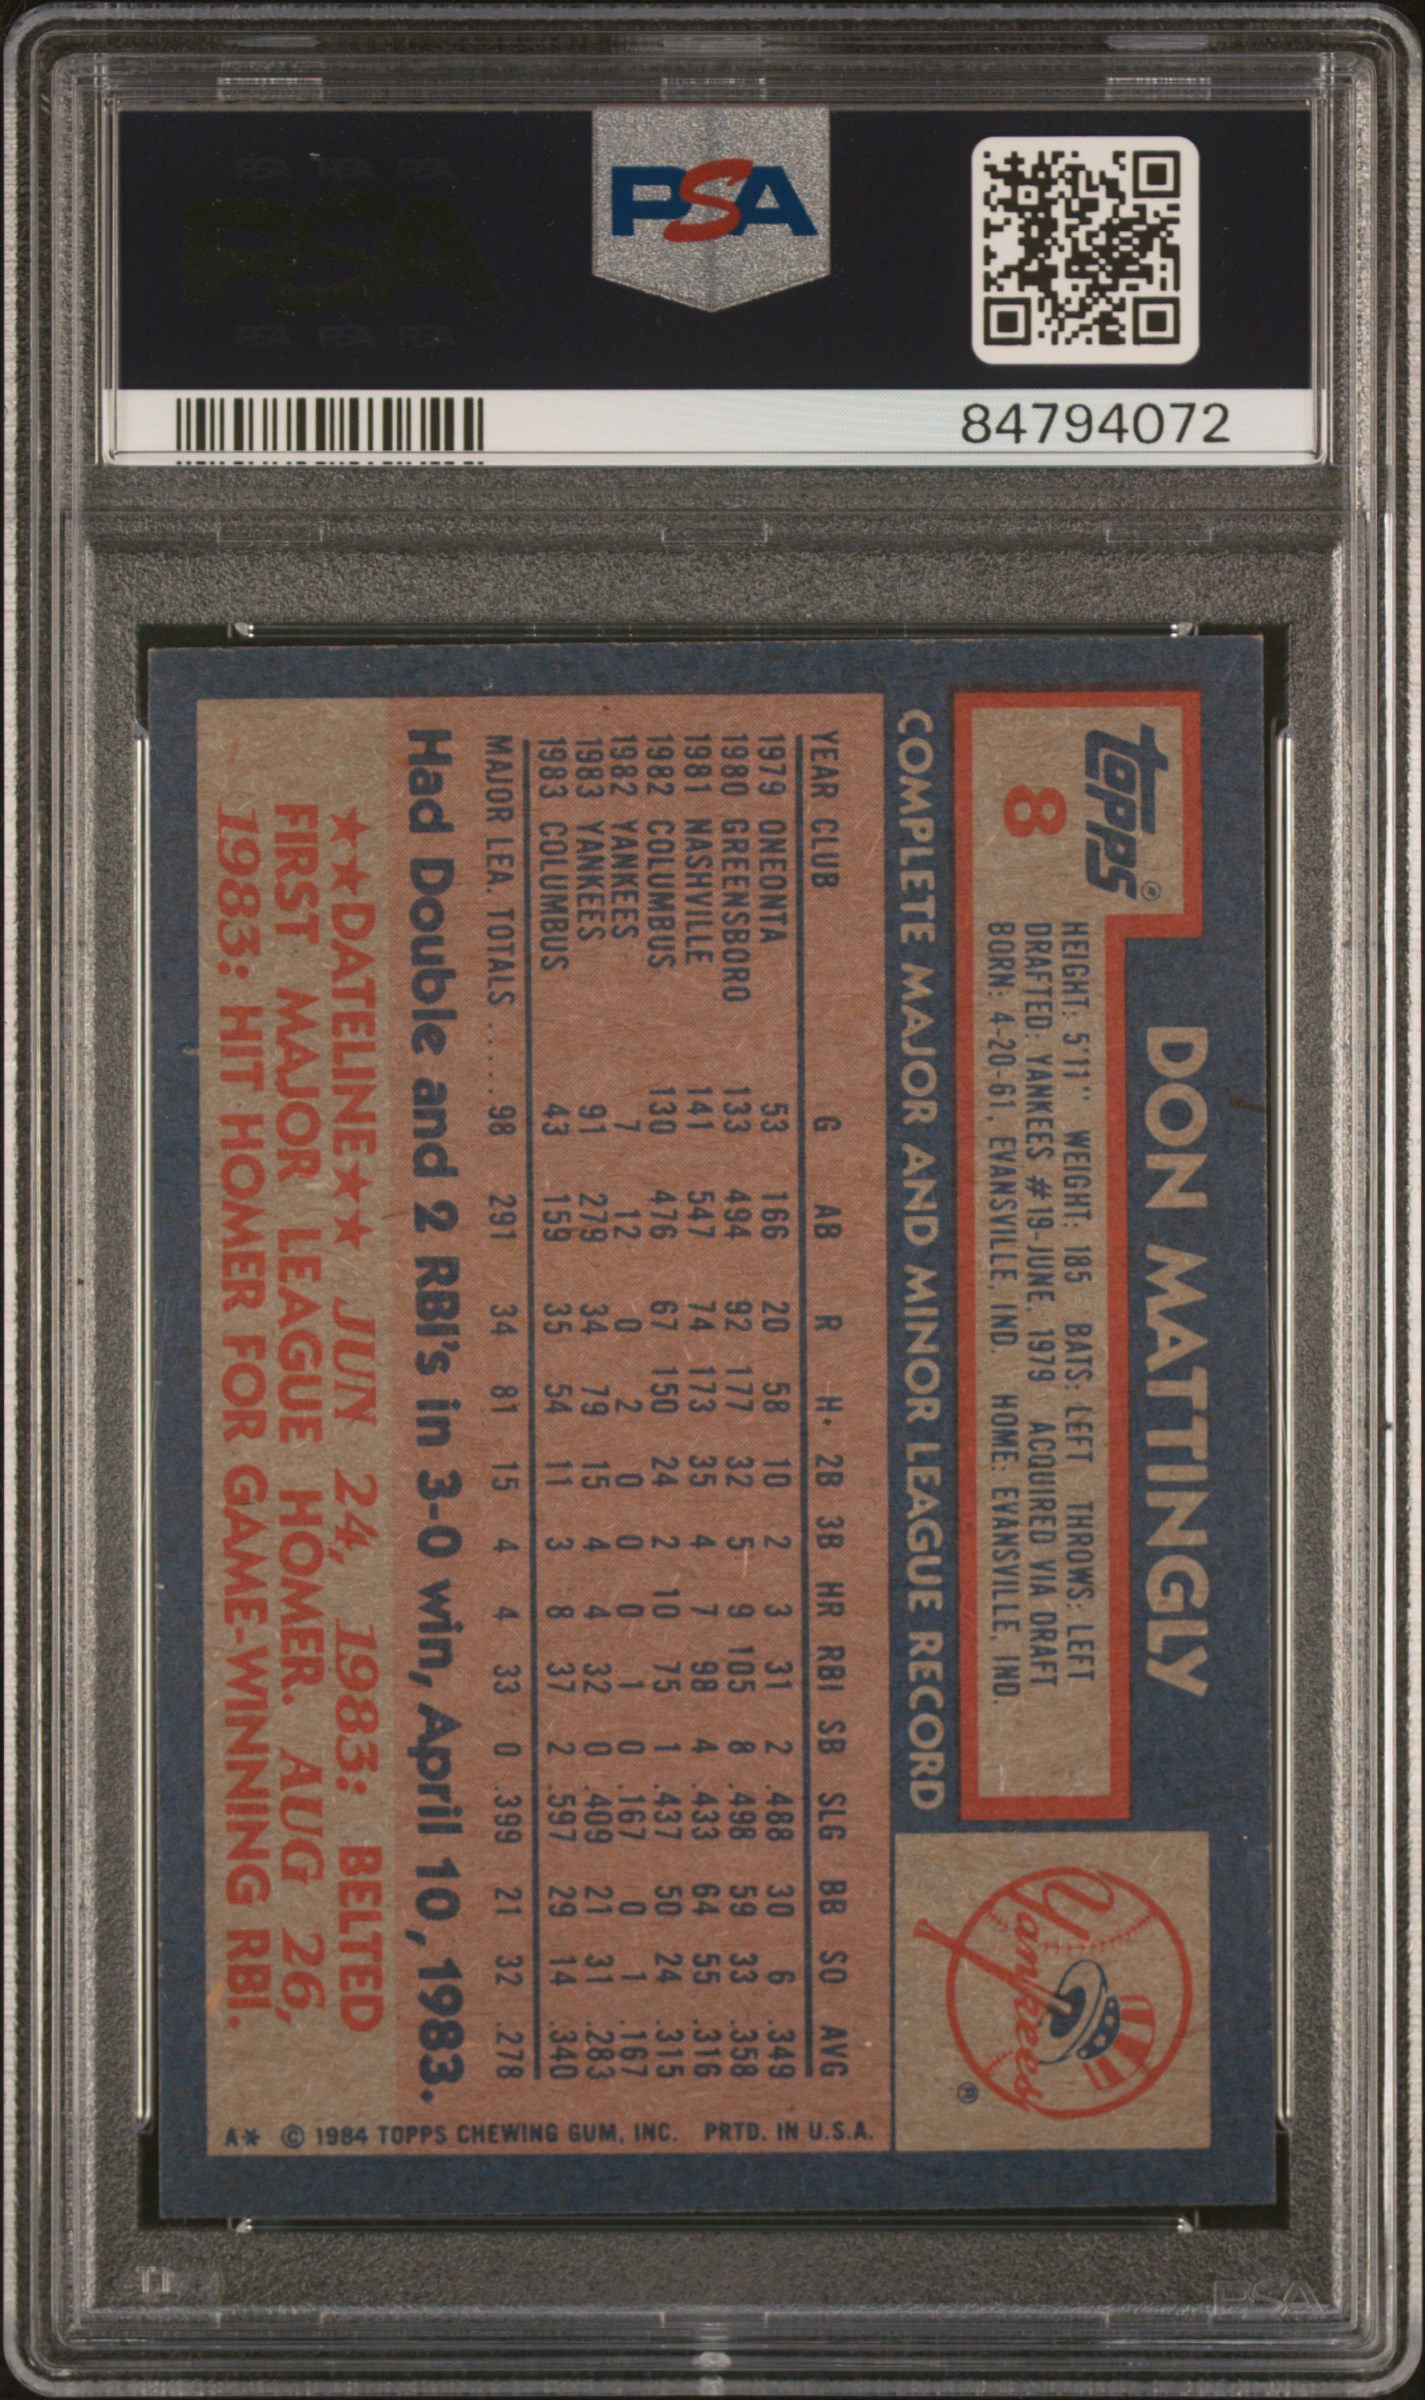 PSA PSA PSA
PSA
PSA PSA PSA
PSA
84794072
topps®
8
DON MATTINGLY
HEIGHT: 5'11" WEIGHT: 185 BATS: LEFT THROWS: LEFT
DRAFTED: YANKEES #19-JUNE, 1979 ACQUIRED VIA DRAFT
BORN: 4-20-61, EVANSVILLE, IND. HOME: EVANSVILLE, IND.
Yankees ®
COMPLETE MAJOR AND MINOR LEAGUE RECORD
YEAR CLUB G AB R H 2B 3B HR RBI SB SLG BB SO AVG
1979 ONEONTA 53 166 20 58 10 2 3 31 2 .488 30 6 .349
1980 GREENSBORO 133 494 92 177 32 5 9 105 8 .498 59 33 .358
1981 NASHVILLE 141 547 74 173 35 4 7 98 4 .433 64 55 .316
1982 COLUMBUS 130 476 67 150 24 2 10 75 1 .437 50 24 .315
1982 YANKEES 7 12 0 2 0 0 0 1 0 .167 0 1 .167
1983 YANKEES 91 279 34 79 15 4 4 32 0 .409 21 31 .283
1983 COLUMBUS 43 159 35 54 11 3 8 37 2 .597 29 14 .340
MAJOR LEA. TOTALS ..... 98 291 34 81 15 4 4 33 0 .399 21 32 .278
Had Double and 2 RBI's in 3-0 win, April 10, 1983.
★★DATELINE★★ JUN 24, 1983: BELTED
FIRST MAJOR LEAGUE HOMER. AUG 26,
1983: HIT HOMER FOR GAME-WINNING RBI.
A* © 1984 TOPPS CHEWING GUM, INC. PRTD. IN U.S.A.
PSA